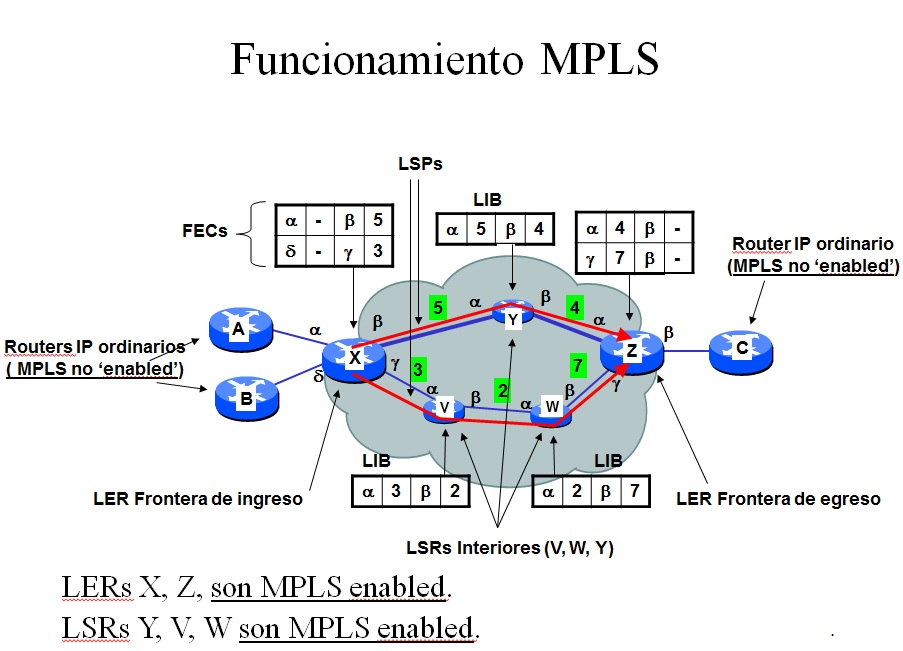 Funcionamiento MPLS
LSPs
LIB
FECs
α - β 5
δ - γ 3
α 5 β 4
α 4 β -
γ 7 β -
Router IP ordinario
(MPLS no ‘enabled’)
5 α β 4
A α β Y α β
Routers IP ordinarios
( MPLS no ‘enabled’)
X γ 3 7 Z C
B δ α β 2 α β γ
V W
LIB LIB
α 3 β 2
α 2 β 7
LER Frontera de ingreso
LER Frontera de egreso
LSRs Interiores (V, W, Y)
LERs X, Z, son MPLS enabled.
LSRs Y, V, W son MPLS enabled.
.